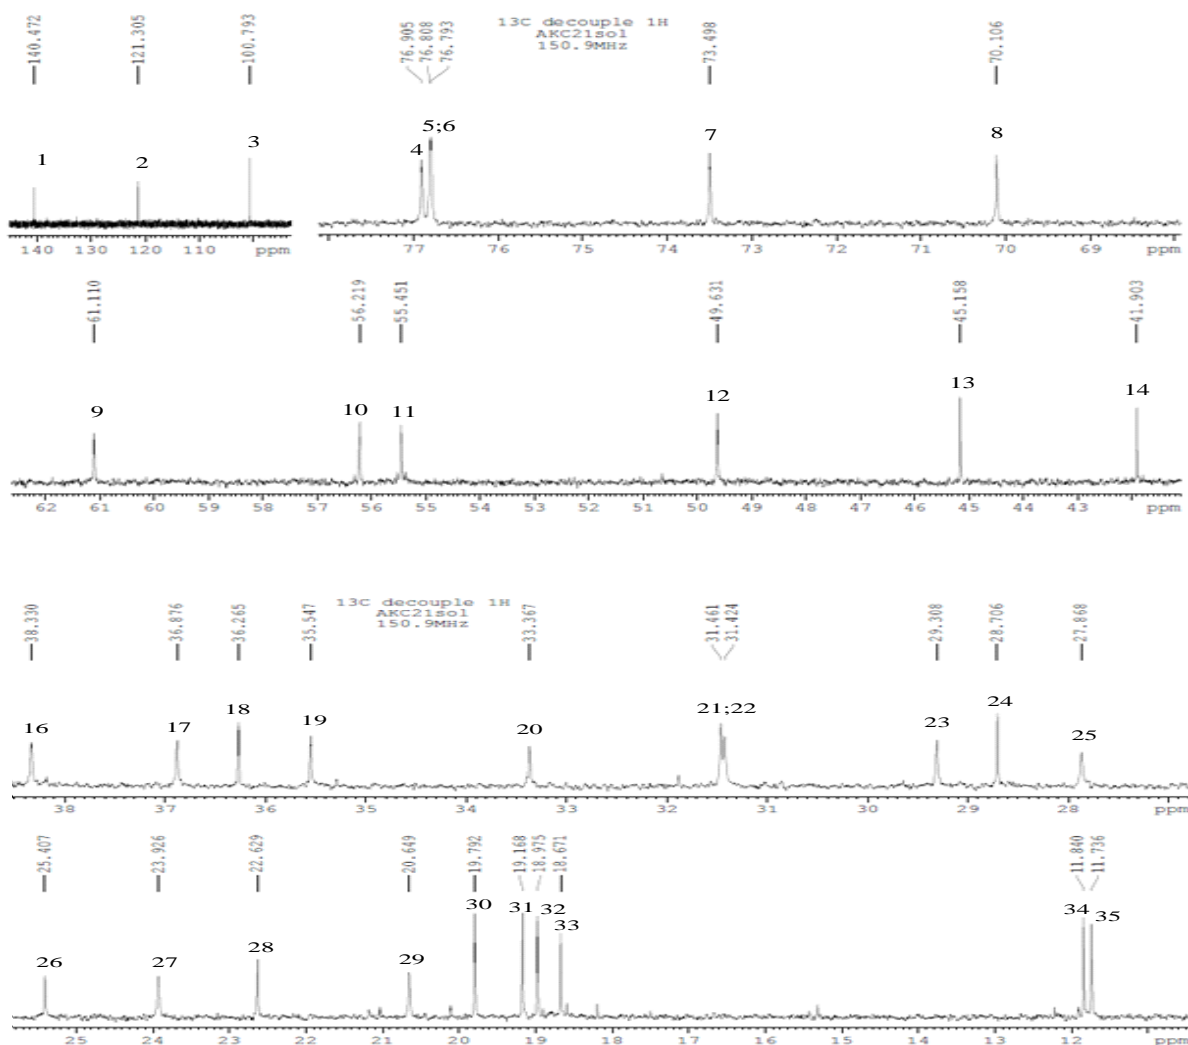 140.472 121.305 100.793
13C decouple 1H
AKC21sol
150.9MHz
76.905 76.808 76.793 73.498 70.106
1 2 3
4 5;6 7 8
140 130 120 110 ppm
77 76 75 74 73 72 71 70 69 ppm
61.110 56.219 55.451 49.631 45.158 41.903
9 10 11 12 13 14
62 61 60 59 58 57 56 55 54 53 52 51 50 49 48 47 46 45 44 43 ppm
13C decouple 1H
AKC21sol
150.9MHz
38.330 36.876 36.265 35.547 33.367 31.461 31.424 29.308 28.706 27.868
16 17 18 19 20 21;22 23 24 25
38 37 36 35 34 33 32 31 30 29 28 ppm
25.407 23.926 22.629 20.649 19.792 19.168 18.975 18.671 11.840 11.736
26 27 28 29 30 31 32 33 34 35
25 24 23 22 21 20 19 18 17 16 15 14 13 12 ppm